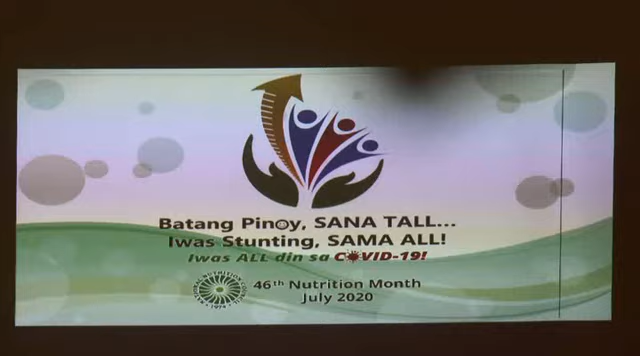 Batang Pinoy, SANA TALL...
Iwas Stunting, SAMA ALL!
Iwas ALL din sa COVID-19!
46th Nutrition Month
July 2020